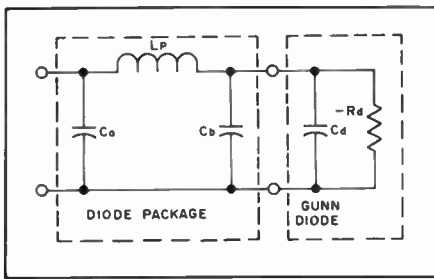 Lp
Ca
Cb
Cd
-Rd
DIODE PACKAGE
GUNN
DIODE